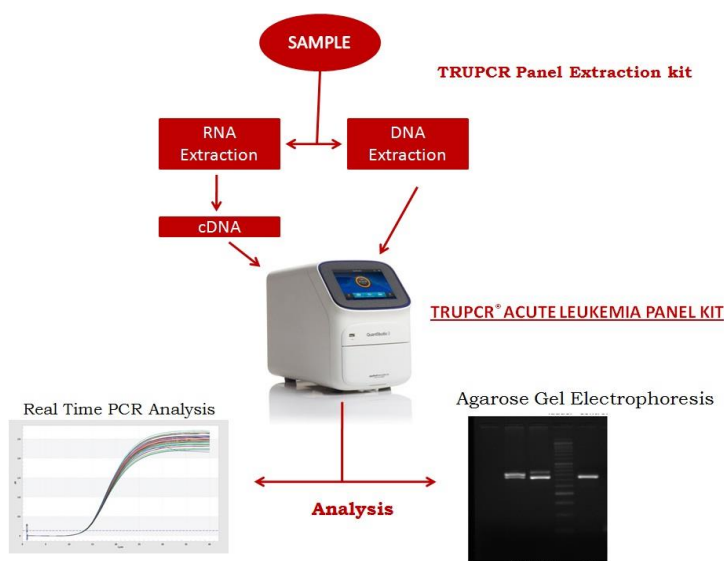 SAMPLE
TRUPCR Panel Extraction kit
RNA
Extraction
DNA
Extraction
cDNA
TRUPCR® ACUTE LEUKEMIA PANEL KIT
Real Time PCR Analysis
Agarose Gel Electrophoresis
Analysis